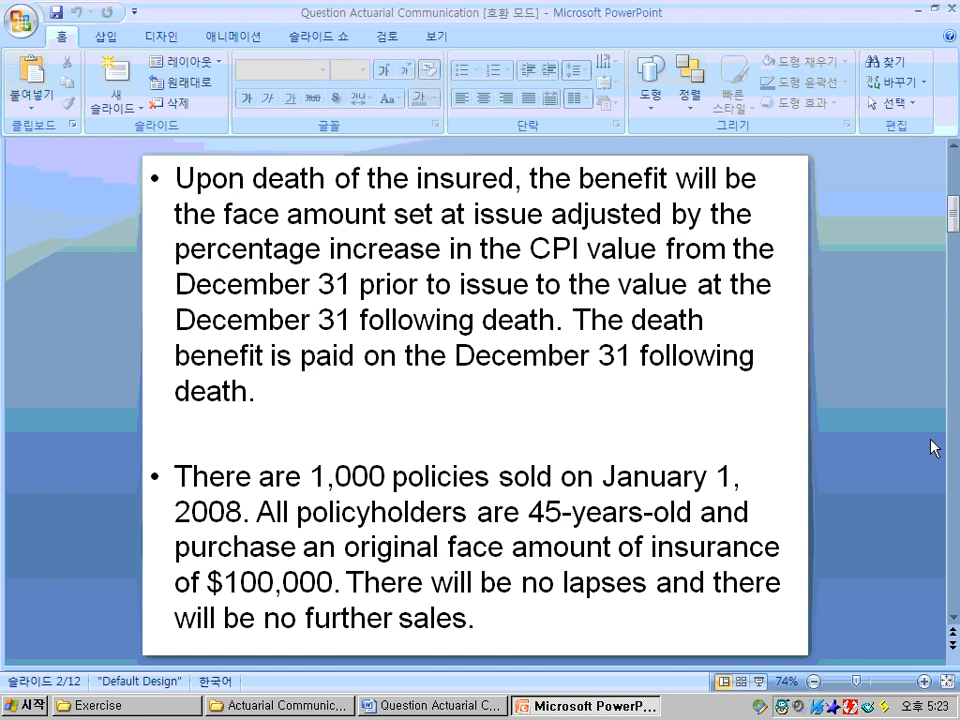 Question Actuarial Communication [호환 모드] - Microsoft PowerPoint
홈 삽입 디자인 애니메이션 슬라이드 쇼 검토 보기
붙여넣기
클립보드
새
슬라이드
레이아웃
원래대로
삭제
슬라이드
글꼴
단락
도형
정렬
빠른
스타일
도형 채우기
도형 윤곽선
도형 효과
그리기
찾기
바꾸기
선택
편집
• Upon death of the insured, the benefit will be
the face amount set at issue adjusted by the
percentage increase in the CPI value from the
December 31 prior to issue to the value at the
December 31 following death. The death
benefit is paid on the December 31 following
death.
• There are 1,000 policies sold on January 1,
2008. All policyholders are 45-years-old and
purchase an original face amount of insurance
of $100,000. There will be no lapses and there
will be no further sales.
슬라이드 2/12 "Default Design" 한국어 74%
시작 Exercise Actuarial Communic... Question Actuarial C... Microsoft PowerP... 오후 5:23